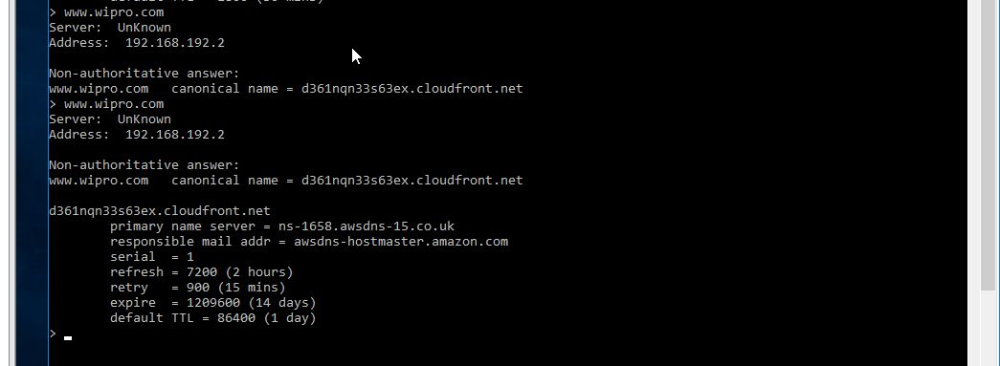 > www.wipro.com
Server:  UnKnown
Address:  192.168.192.2

Non-authoritative answer:
www.wipro.com   canonical name = d361nqn33s63ex.cloudfront.net
> www.wipro.com
Server:  UnKnown
Address:  192.168.192.2

Non-authoritative answer:
www.wipro.com   canonical name = d361nqn33s63ex.cloudfront.net

d361nqn33s63ex.cloudfront.net
        primary name server = ns-1658.awsdns-15.co.uk
        responsible mail addr = awsdns-hostmaster.amazon.com
        serial  = 1
        refresh = 7200 (2 hours)
        retry   = 900 (15 mins)
        expire  = 1209600 (14 days)
        default TTL = 86400 (1 day)
>